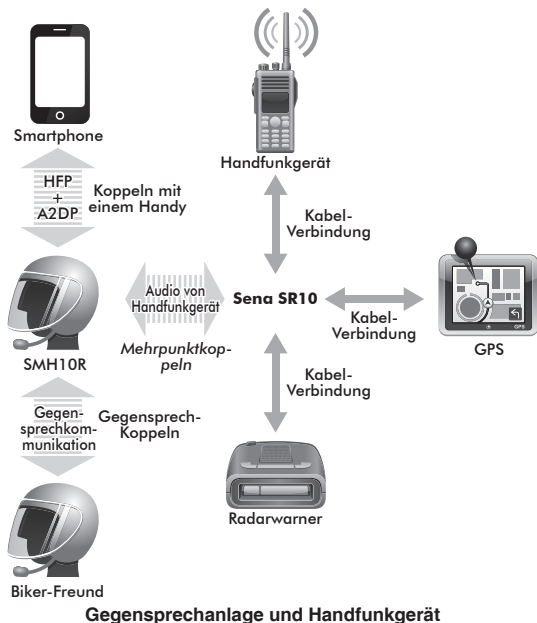 Smartphone
HFP
+
A2DP
Koppeln mit
einem Handy
SMH10R
Gegen-
sprechkom-
munikation
Gegensprech-
Koppeln
Biker-Freund
Audio von
Handfunkgerät
Mehrpunktkop-
peln
Handfunkgerät
Kabel-
Verbindung
Sena SR10
Kabel-
Verbindung
GPS
GPS
Kabel-
Verbindung
Radarwarner
Gegensprechanlage und Handfunkgerät